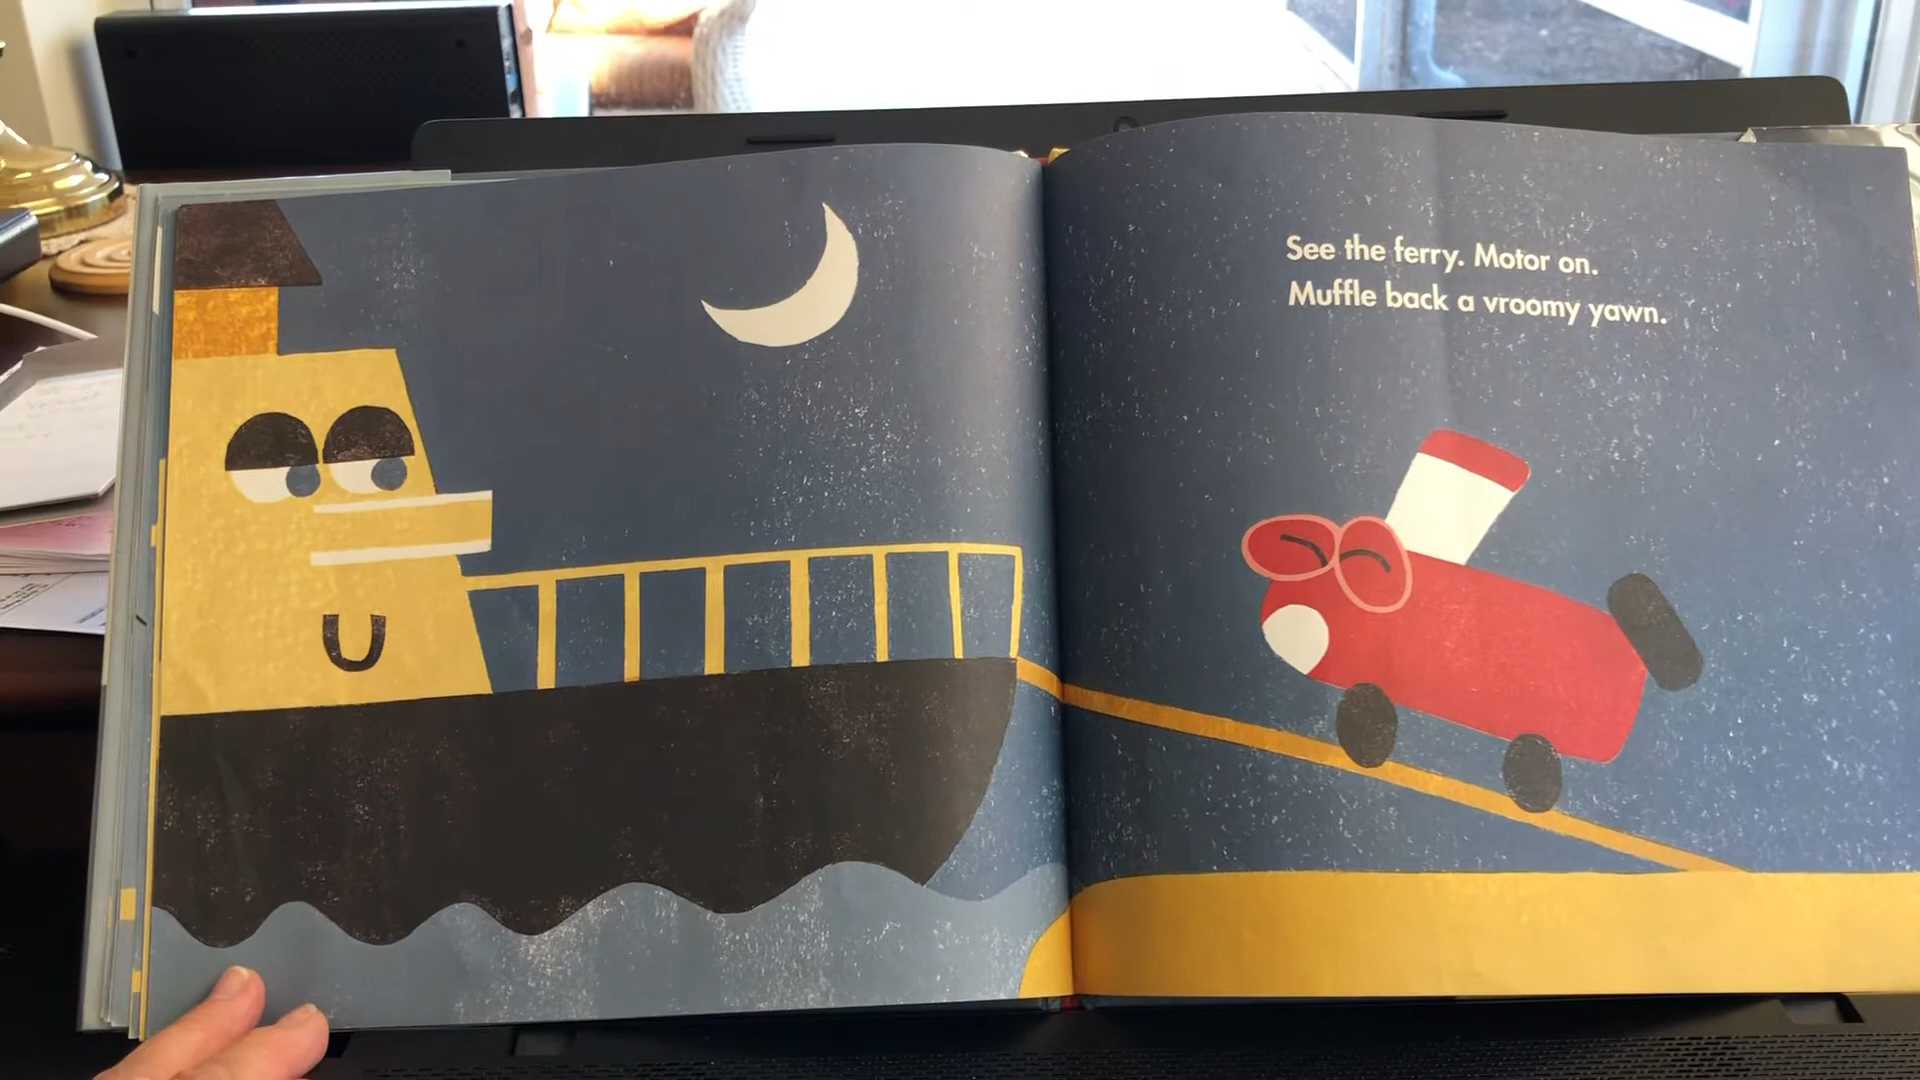 See the ferry. Motor on.
Muffle back a vroomy yawn.